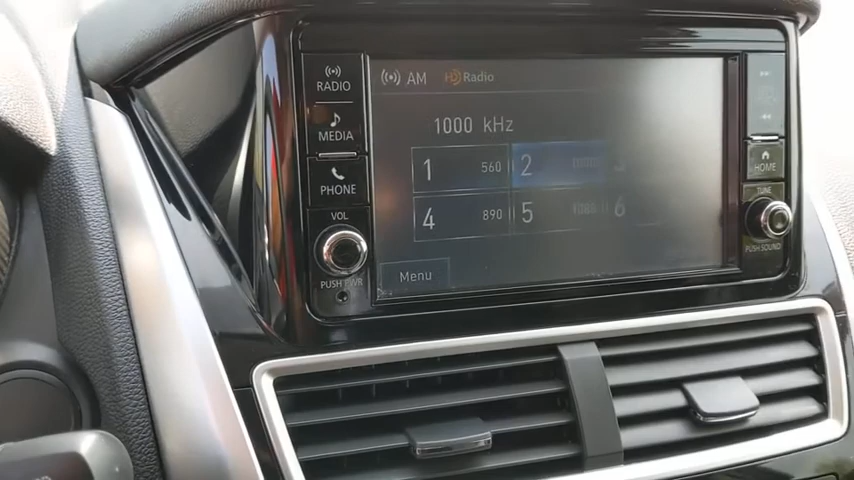 RADIO
MEDIA
PHONE
VOL
PUSH PWR
AM HD Radio
1000 kHz
1 560 2
4 890 5 6
Menu
HOME
TUNE
PUSH SOUND